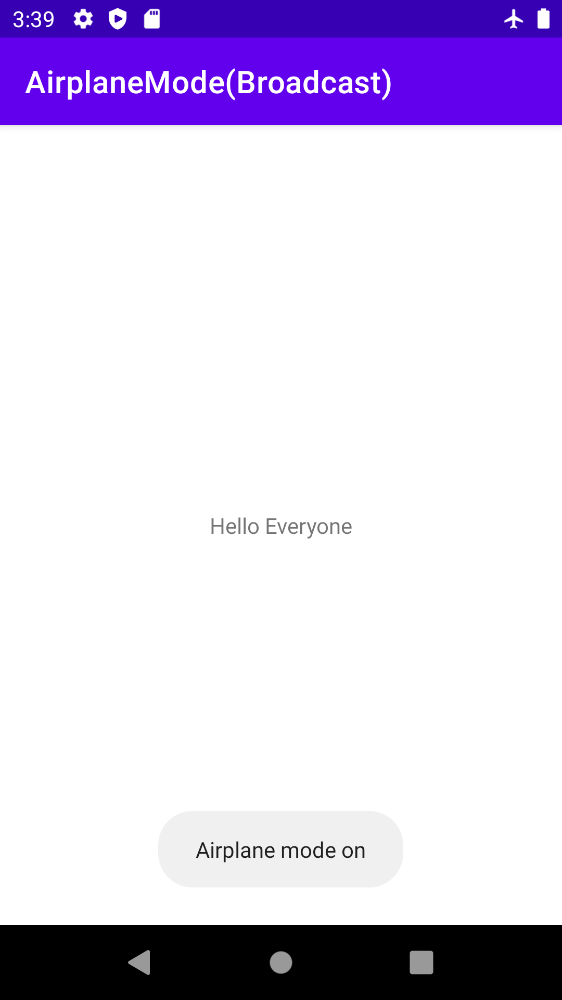 3:39
AirplaneMode(Broadcast)
Hello Everyone
Airplane mode on